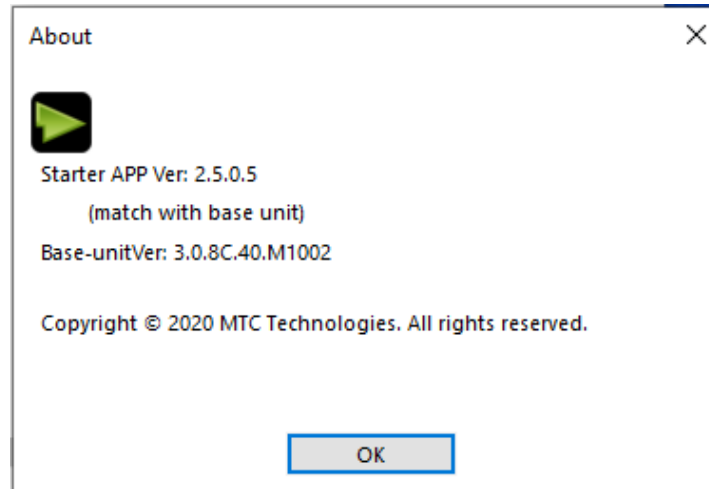 About
Starter APP Ver: 2.5.0.5
(match with base unit)
Base-unitVer: 3.0.8C.40.M1002
Copyright © 2020 MTC Technologies. All rights reserved.
OK